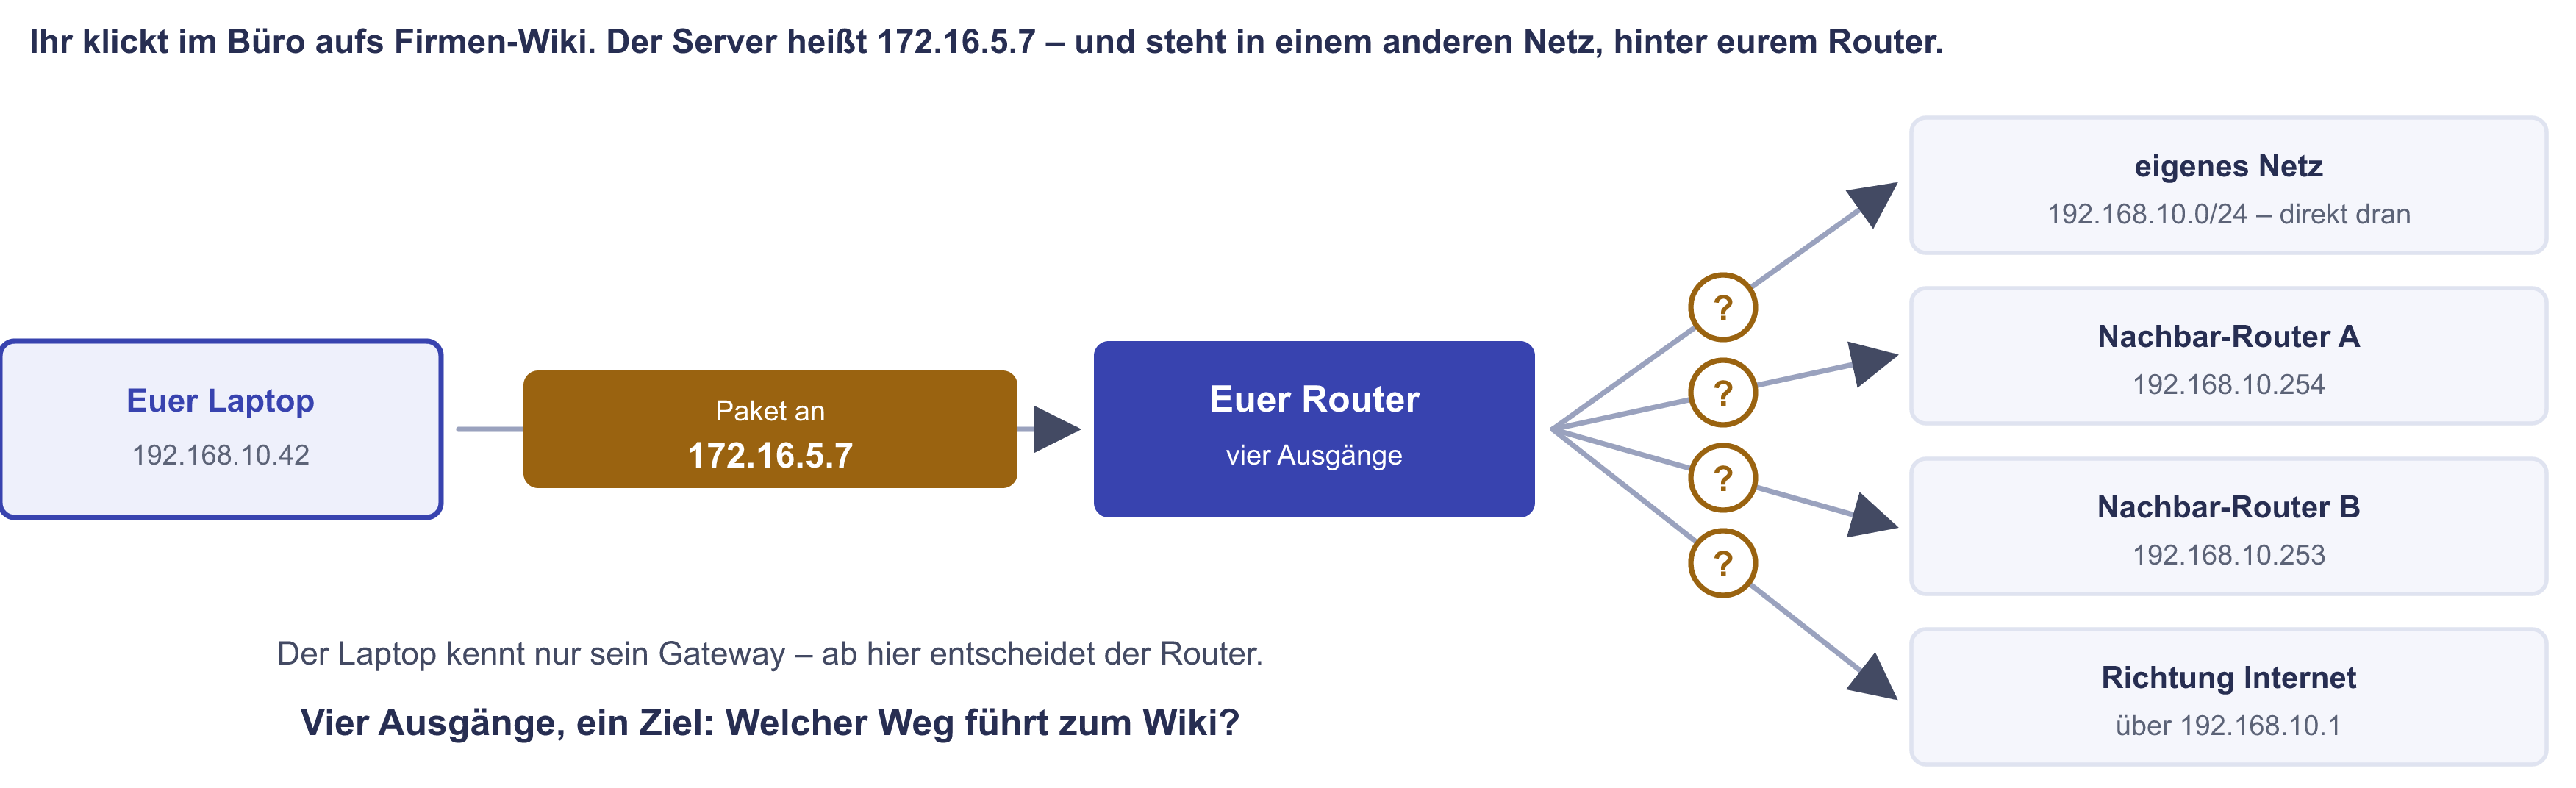 Ihr klickt im Büro aufs Firmen-Wiki. Der Server heißt 172.16.5.7 – und steht in einem anderen Netz, hinter eurem Router.
Euer Laptop
192.168.10.42
Paket an
172.16.5.7
Euer Router
vier Ausgänge
?
?
?
?
eigenes Netz
192.168.10.0/24 – direkt dran
Nachbar-Router A
192.168.10.254
Nachbar-Router B
192.168.10.253
Richtung Internet
über 192.168.10.1
Der Laptop kennt nur sein Gateway – ab hier entscheidet der Router.
Vier Ausgänge, ein Ziel: Welcher Weg führt zum Wiki?